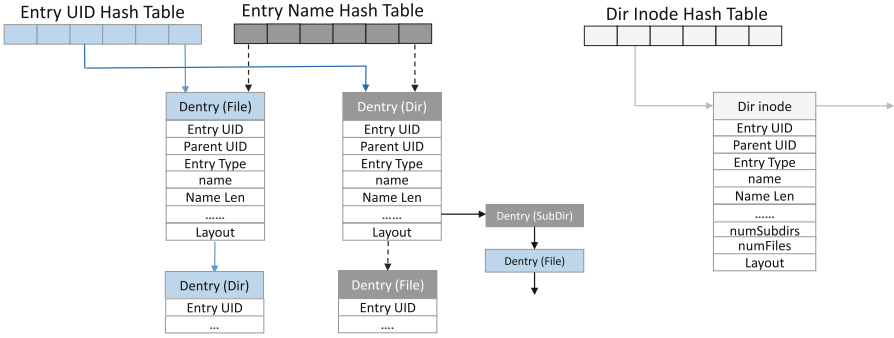 Entry UID Hash Table
Entry Name Hash Table
Dir Inode Hash Table
Dentry (File)
Entry UID
Parent UID
Entry Type
name
Name Len
......
Layout
Dentry (Dir)
Entry UID
...
Dentry (Dir)
Entry UID
Parent UID
Entry Type
name
Name Len
......
Layout
Dentry (File)
Entry UID
....
Dentry (SubDir)
Dentry (File)
Dir inode
Entry UID
Parent UID
Entry Type
name
Name Len
......
numSubdirs
numFiles
Layout